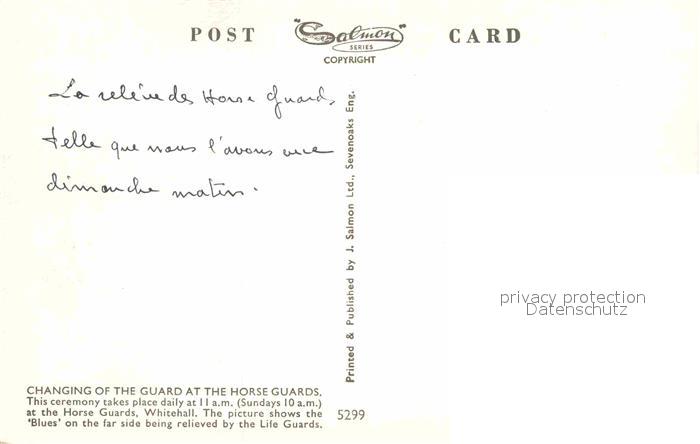 POST "Salmon" CARD
SERIES
COPYRIGHT
La relève des Horse Guard,
telle que nous l'avons vue
dimanche matin.
Printed & Published by J. Salmon Ltd., Sevenoaks Eng.
privacy protection
Datenschutz
CHANGING OF THE GUARD AT THE HORSE GUARDS.
This ceremony takes place daily at 11 a.m. (Sundays 10 a.m.)
at the Horse Guards, Whitehall. The picture shows the
'Blues' on the far side being relieved by the Life Guards.
5299